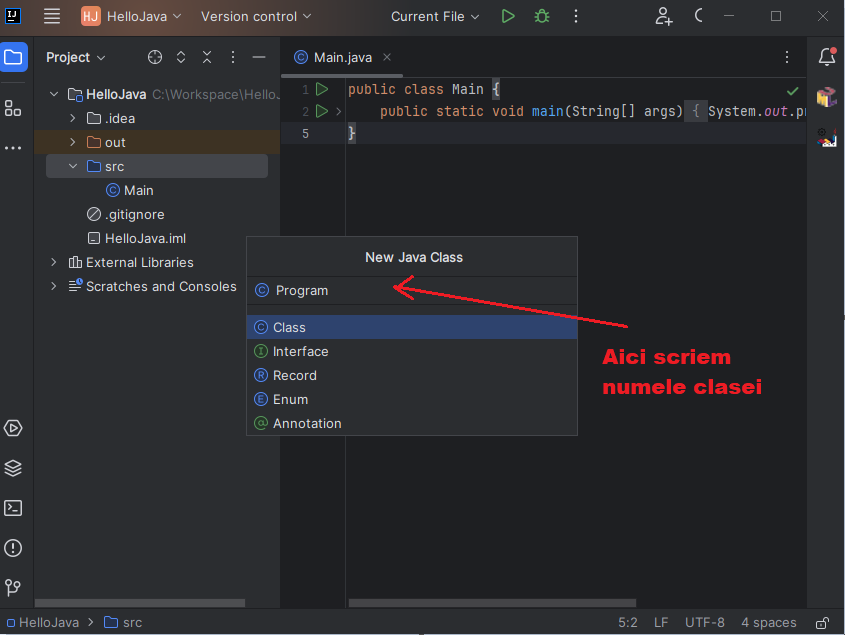 HJ HelloJava Version control Current File
Project
Main.java
HelloJava C:\Workspace\HelloJ
.idea
out
src
Main
.gitignore
HelloJava.iml
External Libraries
Scratches and Consoles
1 public class Main {
2 public static void main(String[] args) { System.out.pr
5 }
New Java Class
Program
Class
Interface
Record
Enum
Annotation
Aici scriem
numele clasei
HelloJava > src 5:2 LF UTF-8 4 spaces